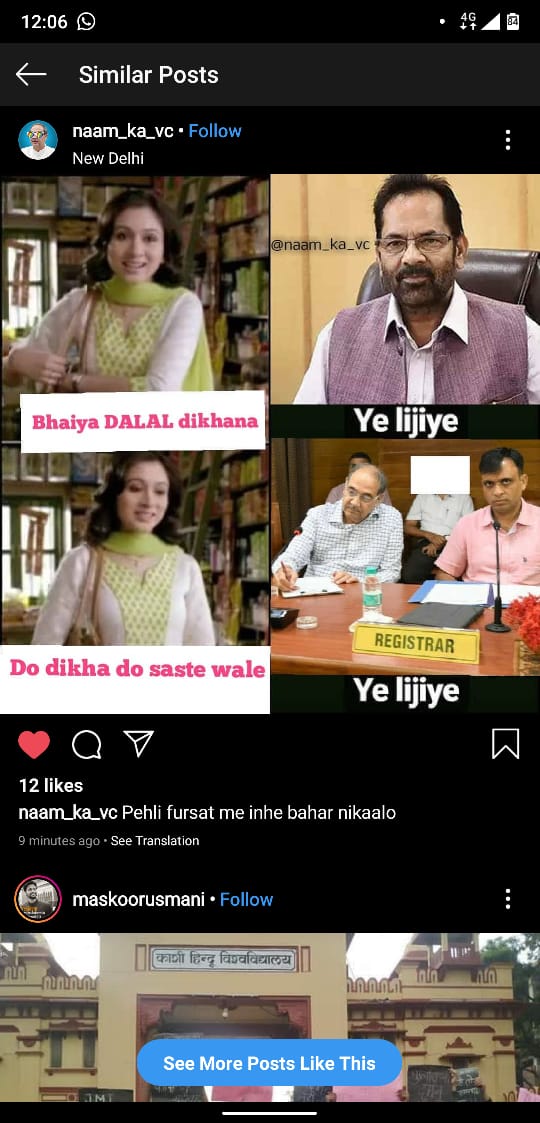 12:06
4G
84
Similar Posts
naam_ka_vc • Follow
New Delhi
@naam_ka_vc
Bhaiya DALAL dikhana
Ye lijiye
REGISTRAR
Do dikha do saste wale
Ye lijiye
12 likes
naam_ka_vc Pehli fursat me inhe bahar nikaalo
9 minutes ago • See Translation
maskoorusmani • Follow
काशी हिन्दू विश्वविद्यालय
See More Posts Like This
JMI